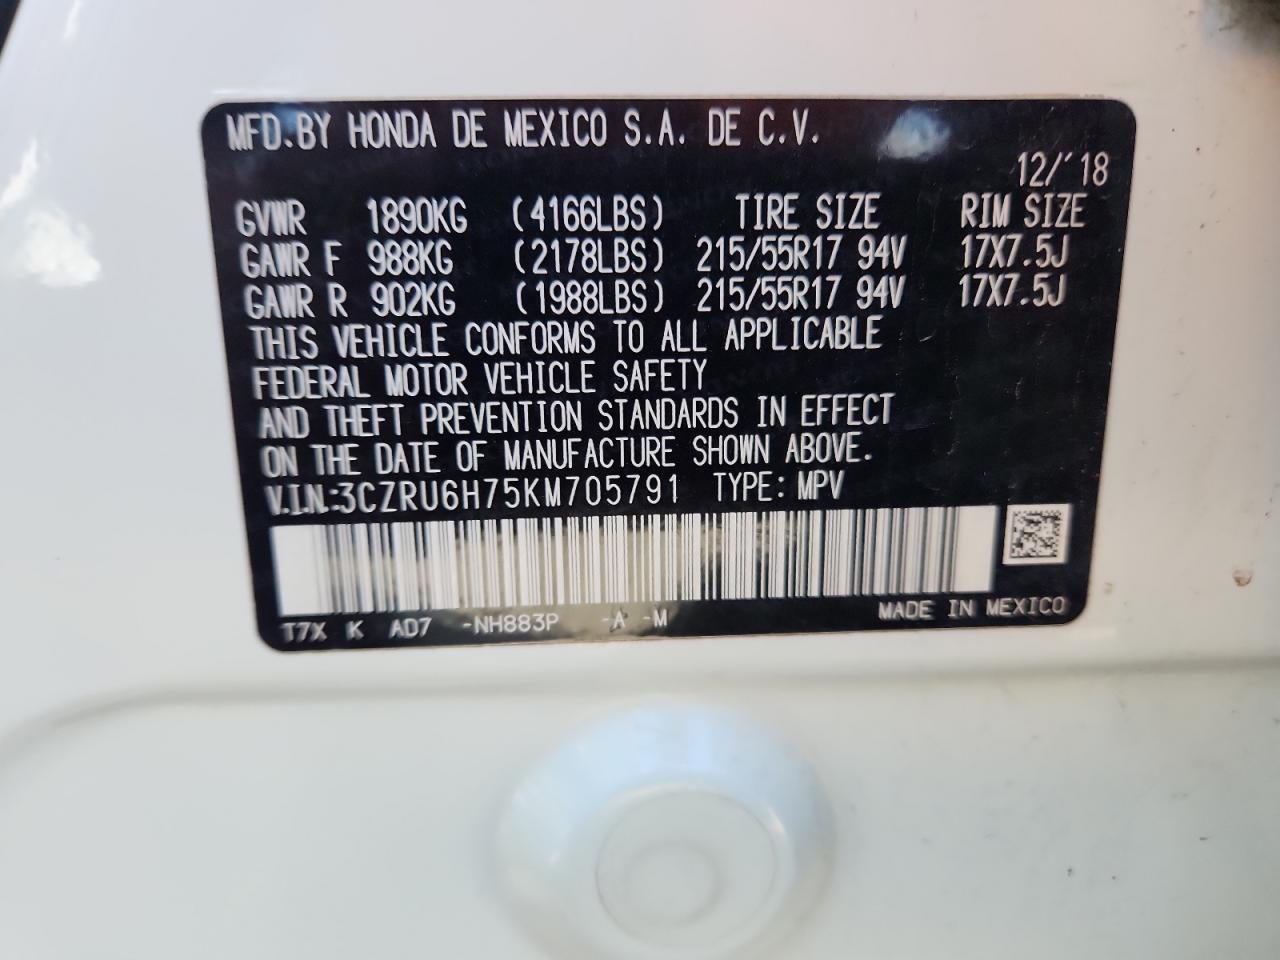 MFD.BY HONDA DE MEXICO S.A. DE C.V.
12/'18
GVWR 1890KG (4166LBS) TIRE SIZE RIM SIZE
GAWR F 988KG (2178LBS) 215/55R17 94V 17X7.5J
GAWR R 902KG (1988LBS) 215/55R17 94V 17X7.5J
THIS VEHICLE CONFORMS TO ALL APPLICABLE
FEDERAL MOTOR VEHICLE SAFETY
AND THEFT PREVENTION STANDARDS IN EFFECT
ON THE DATE OF MANUFACTURE SHOWN ABOVE.
V.I.N.:3CZRU6H75KM705791 TYPE: MPV
T7X K AD7 -NH883P -A -M MADE IN MEXICO